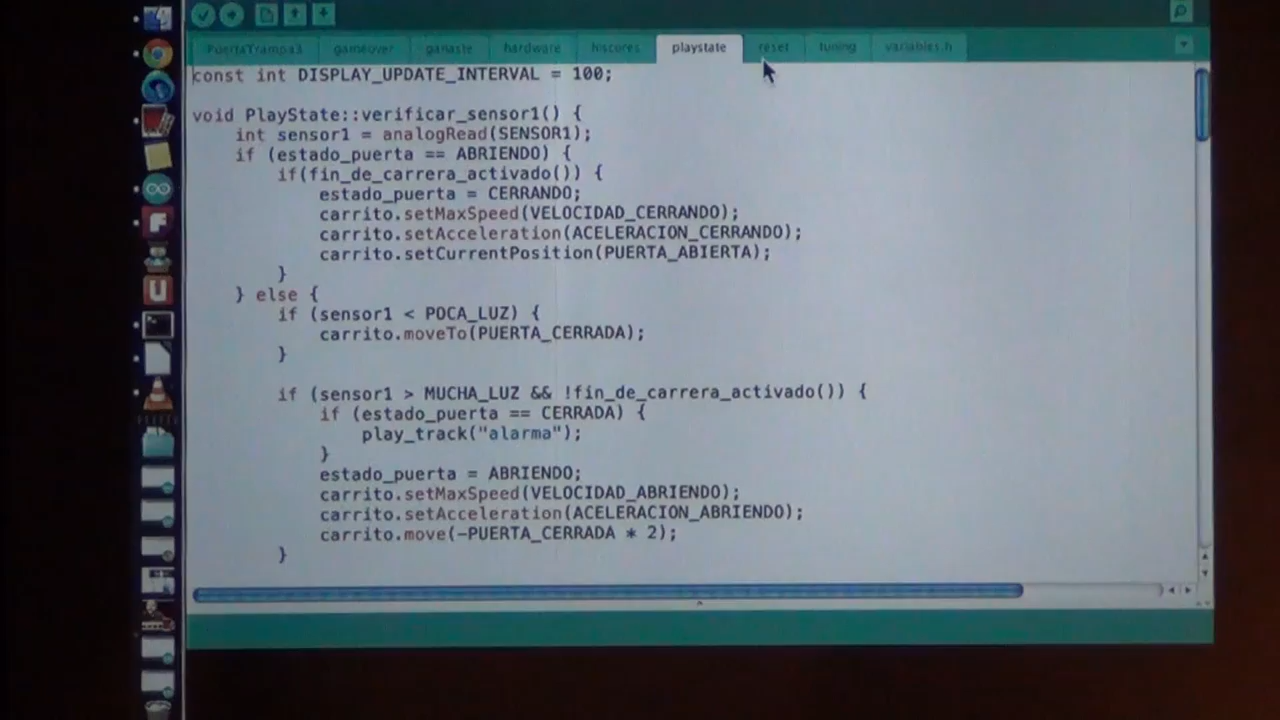 PuertaTrampa3 gameover ganaste hardware hiscores playstate reset tuning variables.h
const int DISPLAY_UPDATE_INTERVAL = 100;
void PlayState::verificar_sensor1() {
int sensor1 = analogRead(SENSOR1);
if (estado_puerta == ABRIENDO) {
if(fin_de_carrera_activado()) {
estado_puerta = CERRANDO;
carrito.setMaxSpeed(VELOCIDAD_CERRANDO);
carrito.setAcceleration(ACELERACION_CERRANDO);
carrito.setCurrentPosition(PUERTA_ABIERTA);
}
} else {
if (sensor1 < POCA_LUZ) {
carrito.moveTo(PUERTA_CERRADA);
}
if (sensor1 > MUCHA_LUZ && !fin_de_carrera_activado()) {
if (estado_puerta == CERRADA) {
play_track("alarma");
}
estado_puerta = ABRIENDO;
carrito.setMaxSpeed(VELOCIDAD_ABRIENDO);
carrito.setAcceleration(ACELERACION_ABRIENDO);
carrito.move(-PUERTA_CERRADA * 2);
}